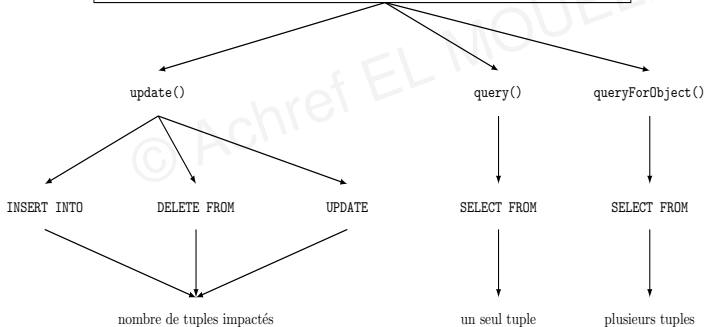 update()
query()
queryForObject()
INSERT INTO
DELETE FROM
UPDATE
SELECT FROM
SELECT FROM
nombre de tuples impactés
un seul tuple
plusieurs tuples
© Achref EL MOUEL